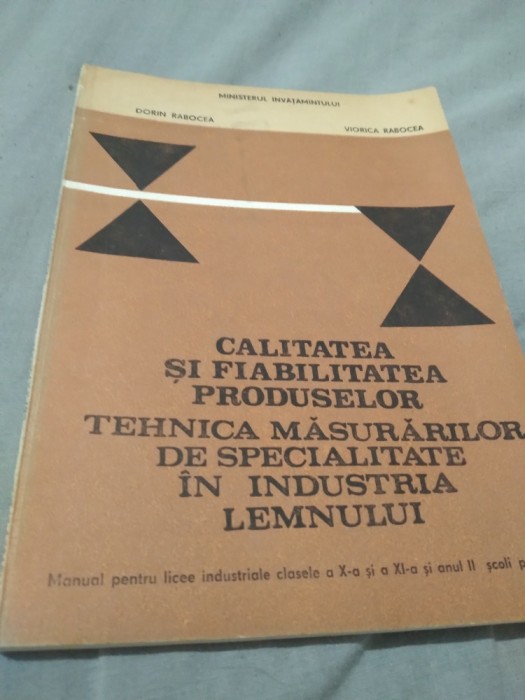 MINISTERUL INVĂȚAMINTULUI
DORIN RABOCEA
VIORICA RABOCEA
CALITATEA
ȘI FIABILITATEA
PRODUSELOR
TEHNICA MĂSURĂRILOR
DE SPECIALITATE
ÎN INDUSTRIA
LEMNULUI
Manual pentru licee industriale clasele a X-a și a XI-a și anul II școli